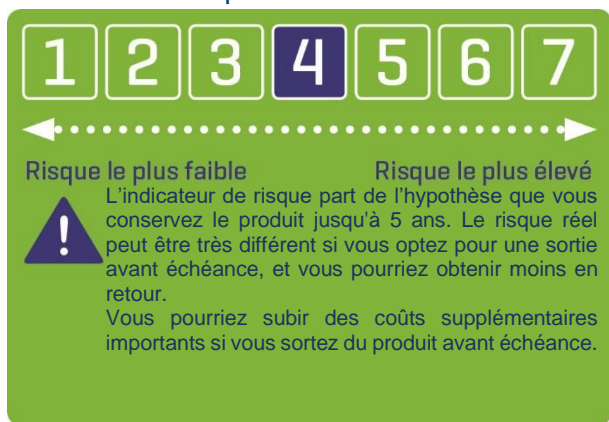 1 2 3 4 5 6 7
Risque le plus faible Risque le plus élevé
L'indicateur de risque part de l'hypothèse que vous
conservez le produit jusqu'à 5 ans. Le risque réel
peut être très différent si vous optez pour une sortie
avant échéance, et vous pourriez obtenir moins en
retour.
Vous pourriez subir des coûts supplémentaires
importants si vous sortez du produit avant échéance.